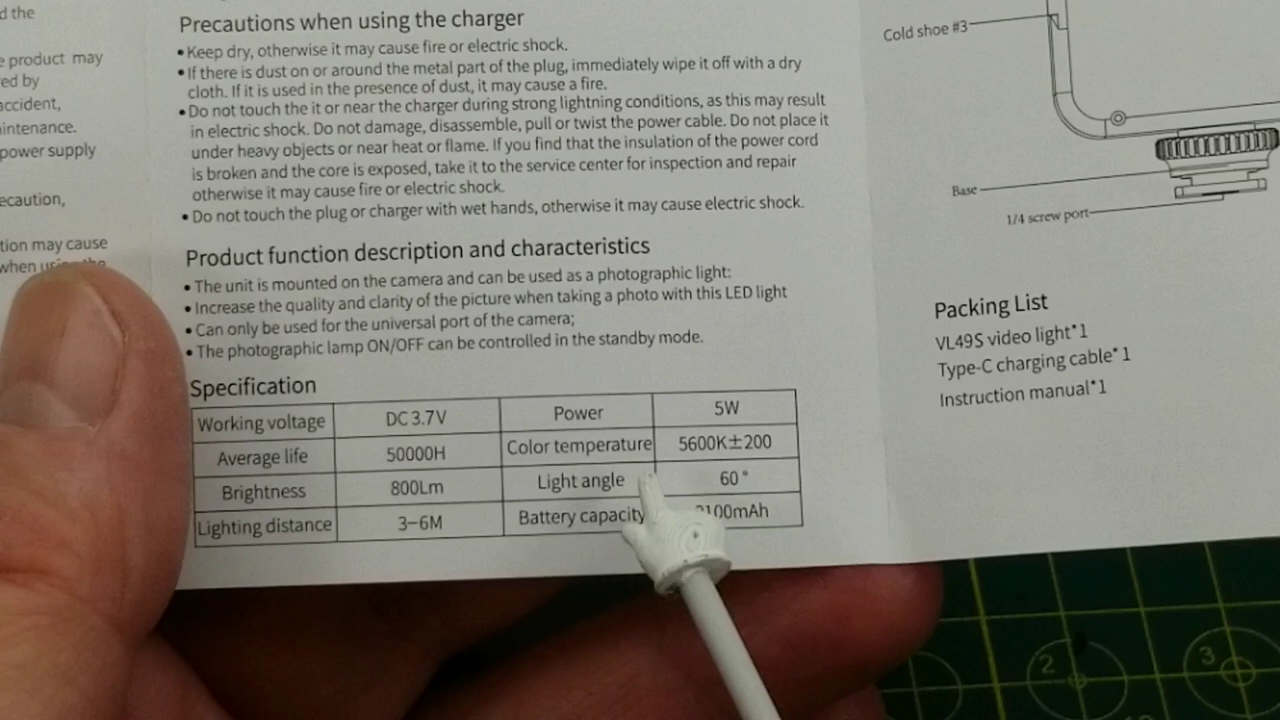 d the
e product may
ed by
accident,
intenance.
power supply
ecaution,
tion may cause
when using the
Precautions when using the charger
• Keep dry, otherwise it may cause fire or electric shock.
• If there is dust on or around the metal part of the plug, immediately wipe it off with a dry
cloth. If it is used in the presence of dust, it may cause a fire.
• Do not touch the it or near the charger during strong lightning conditions, as this may result
in electric shock. Do not damage, disassemble, pull or twist the power cable. Do not place it
under heavy objects or near heat or flame. If you find that the insulation of the power cord
is broken and the core is exposed, take it to the service center for inspection and repair
otherwise it may cause fire or electric shock.
• Do not touch the plug or charger with wet hands, otherwise it may cause electric shock.
Product function description and characteristics
• The unit is mounted on the camera and can be used as a photographic light:
• Increase the quality and clarity of the picture when taking a photo with this LED light
• Can only be used for the universal port of the camera;
• The photographic lamp ON/OFF can be controlled in the standby mode.
Specification
Working voltage DC 3.7V Power 5W
Average life 50000H Color temperature 5600K±200
Brightness 800Lm Light angle 60°
Lighting distance 3-6M Battery capacity 100mAh
Cold shoe #3
Base
1/4 screw port
Packing List
VL49S video light*1
Type-C charging cable*1
Instruction manual*1
2
3